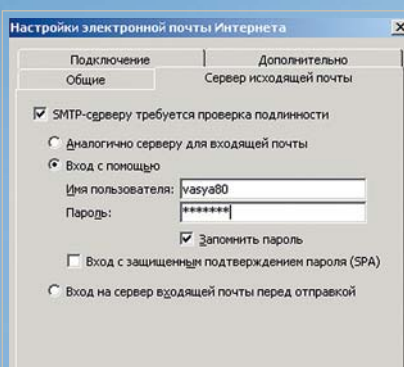 Настройки электронной почты Интернета
Подключение Дополнительно
Общие Сервер исходящей почты
SMTP-серверу требуется проверка подлинности
Аналогично серверу для входящей почты
Вход с помощью
Имя пользователя: vasya80
Пароль: *******
Запомнить пароль
Вход с защищенным подтверждением пароля (SPA)
Вход на сервер входящей почты перед отправкой